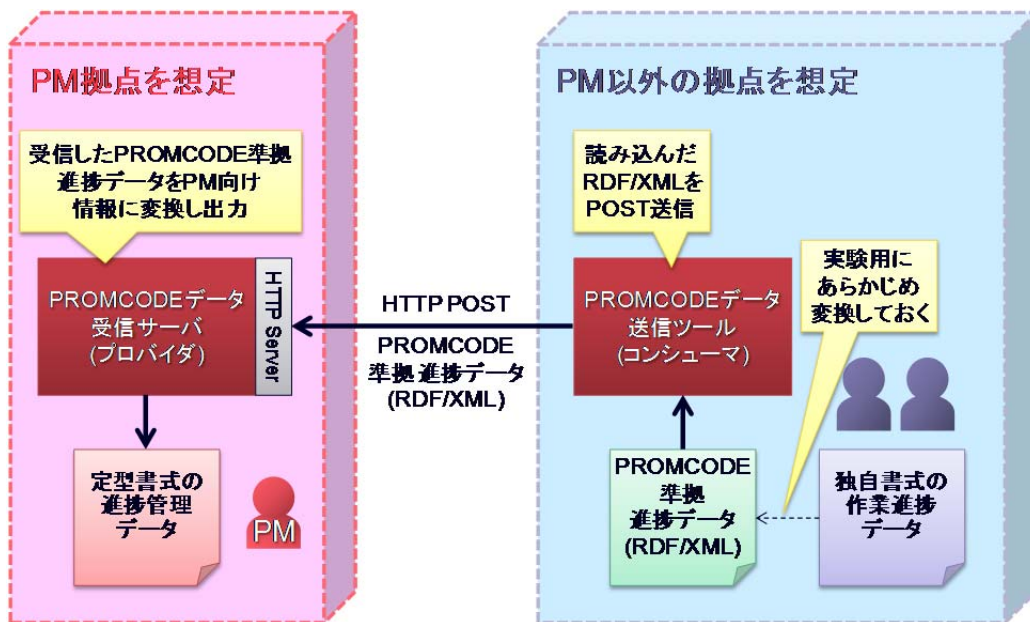 PM拠点を想定
受信したPROMCODE準拠
進捗データをPM向け
情報に変換し出力
PROMCODEデータ
受信サーバ
(プロバイダ)
HTTP Server
定型書式の
進捗管理
データ
PM
HTTP POST
PROMCODE
準拠 進捗データ
(RDF/XML)
PM以外の拠点を想定
読み込んだ
RDF/XMLを
POST送信
実験用に
あらかじめ
変換しておく
PROMCODEデータ
送信ツール
(コンシューマ)
PROMCODE
準拠
進捗データ
(RDF/XML)
独自書式の
作業進捗
データ